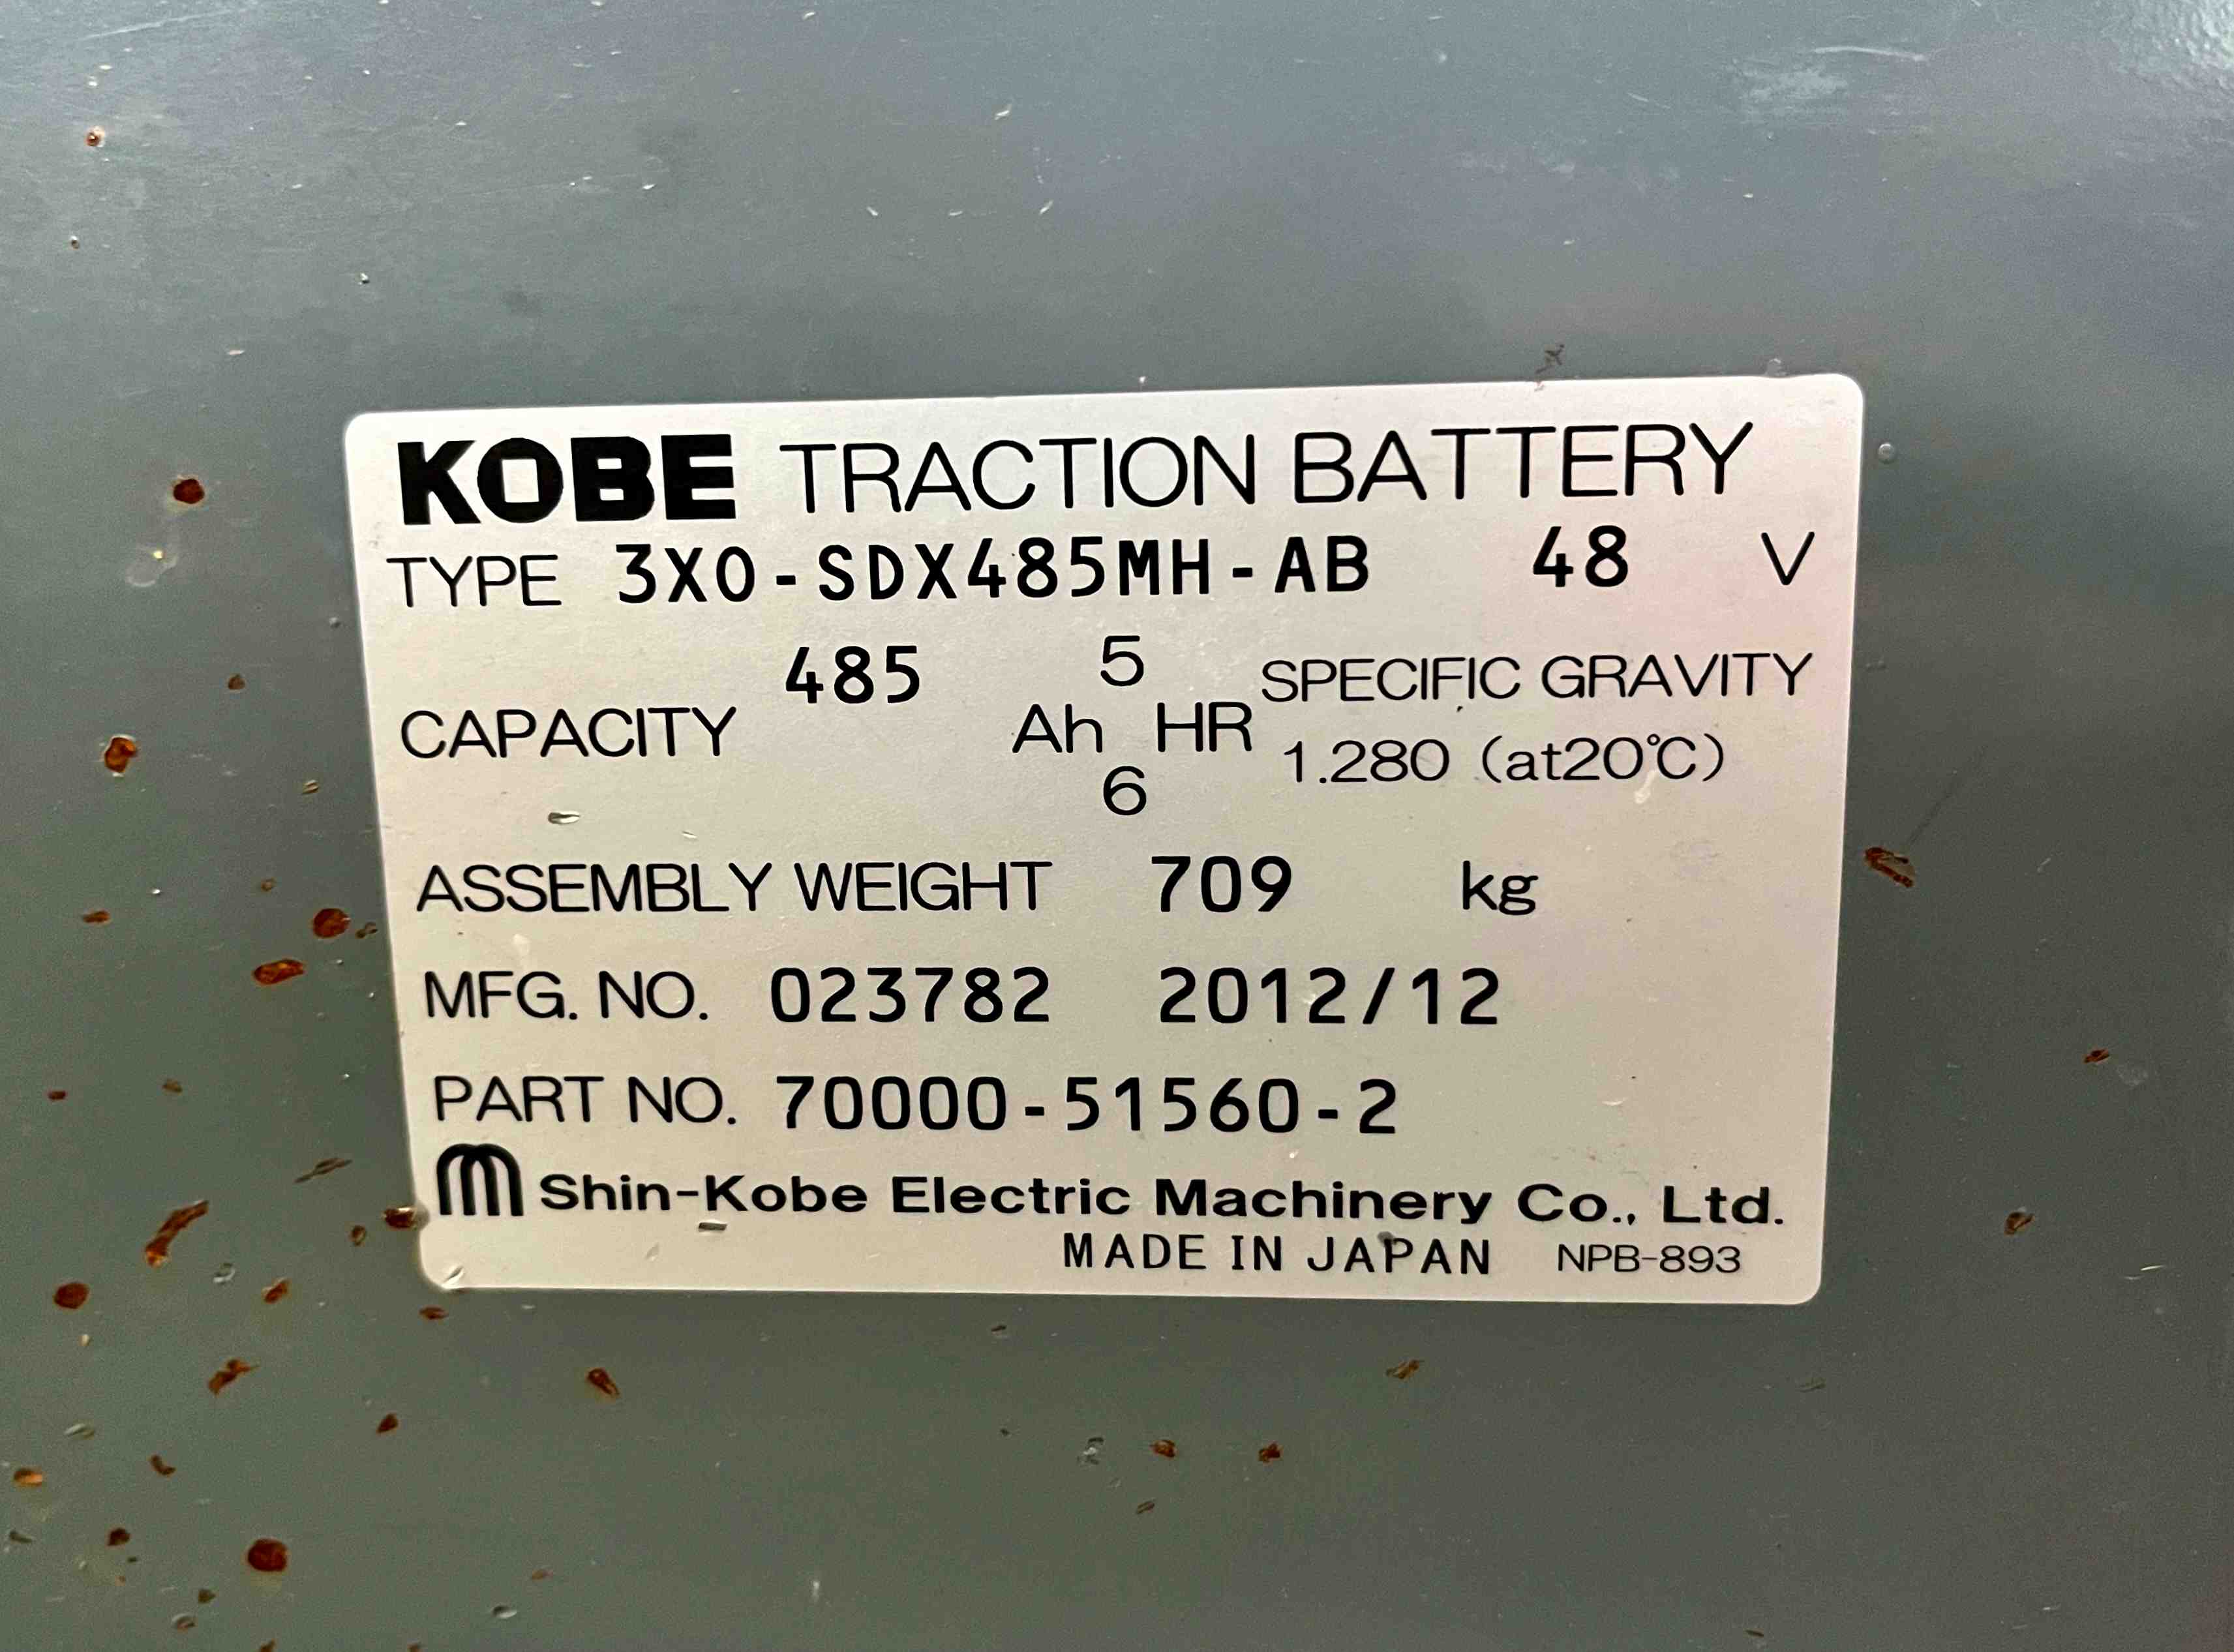 KOBE TRACTION BATTERY
TYPE 3X0-SDX485MH-AB 48 V
CAPACITY 485 Ah 5 HR 6
SPECIFIC GRAVITY
1.280 (at20℃)
ASSEMBLY WEIGHT 709 kg
MFG. NO. 023782 2012/12
PART NO. 70000-51560-2
Shin-Kobe Electric Machinery Co., Ltd.
MADE IN JAPAN NPB-893